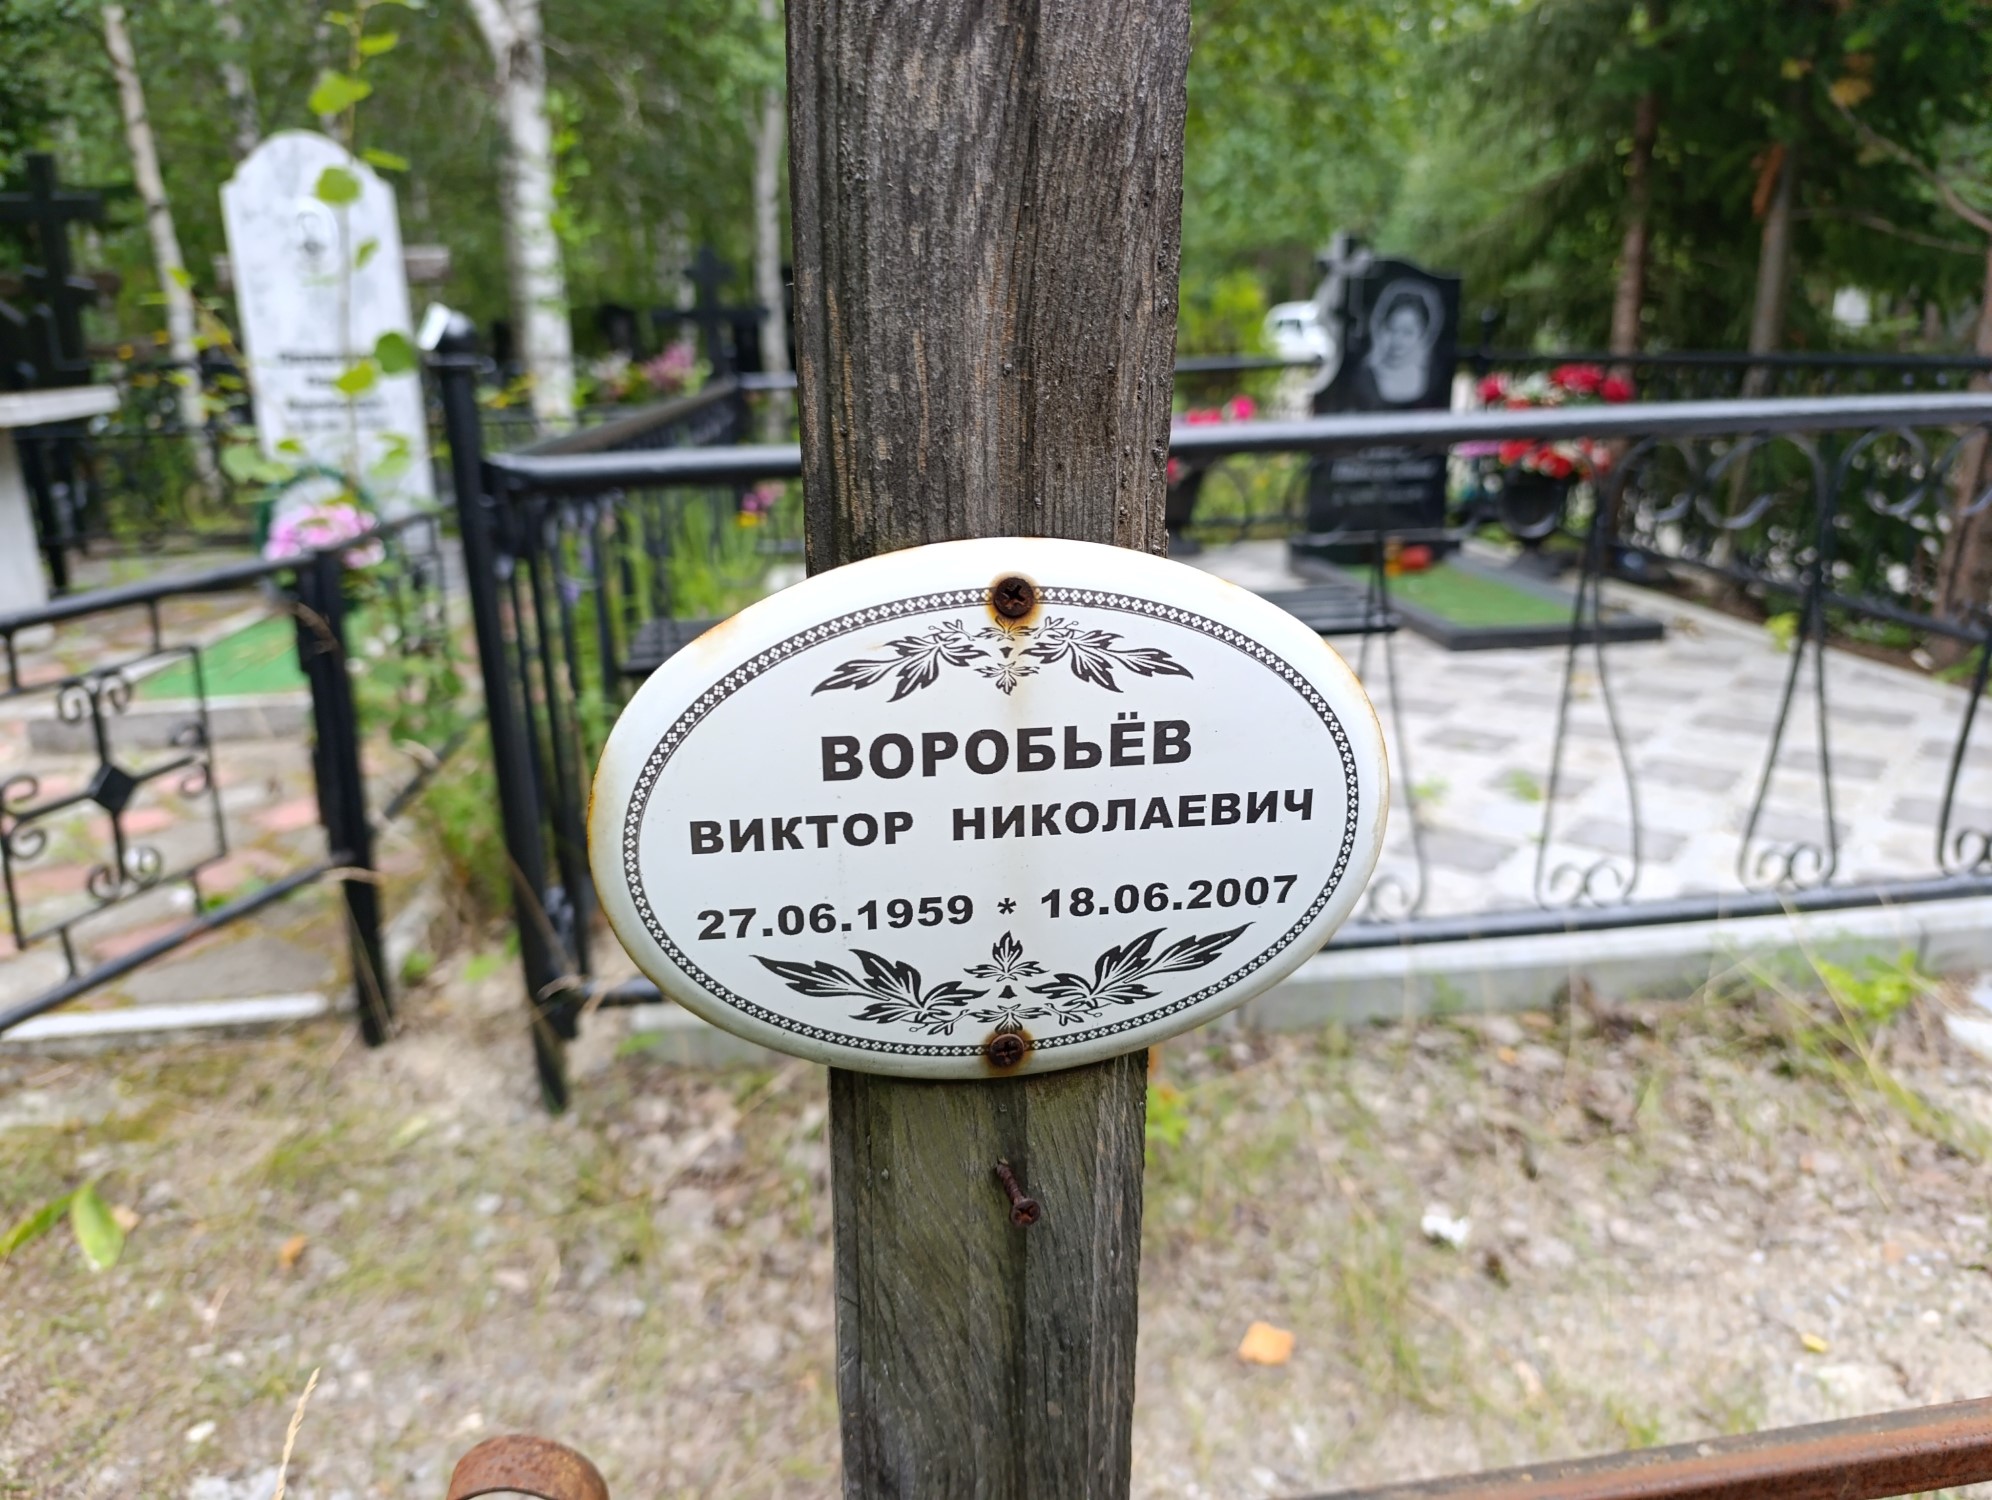 ВОРОБЬЁВ
ВИКТОР НИКОЛАЕВИЧ
27.06.1959 * 18.06.2007